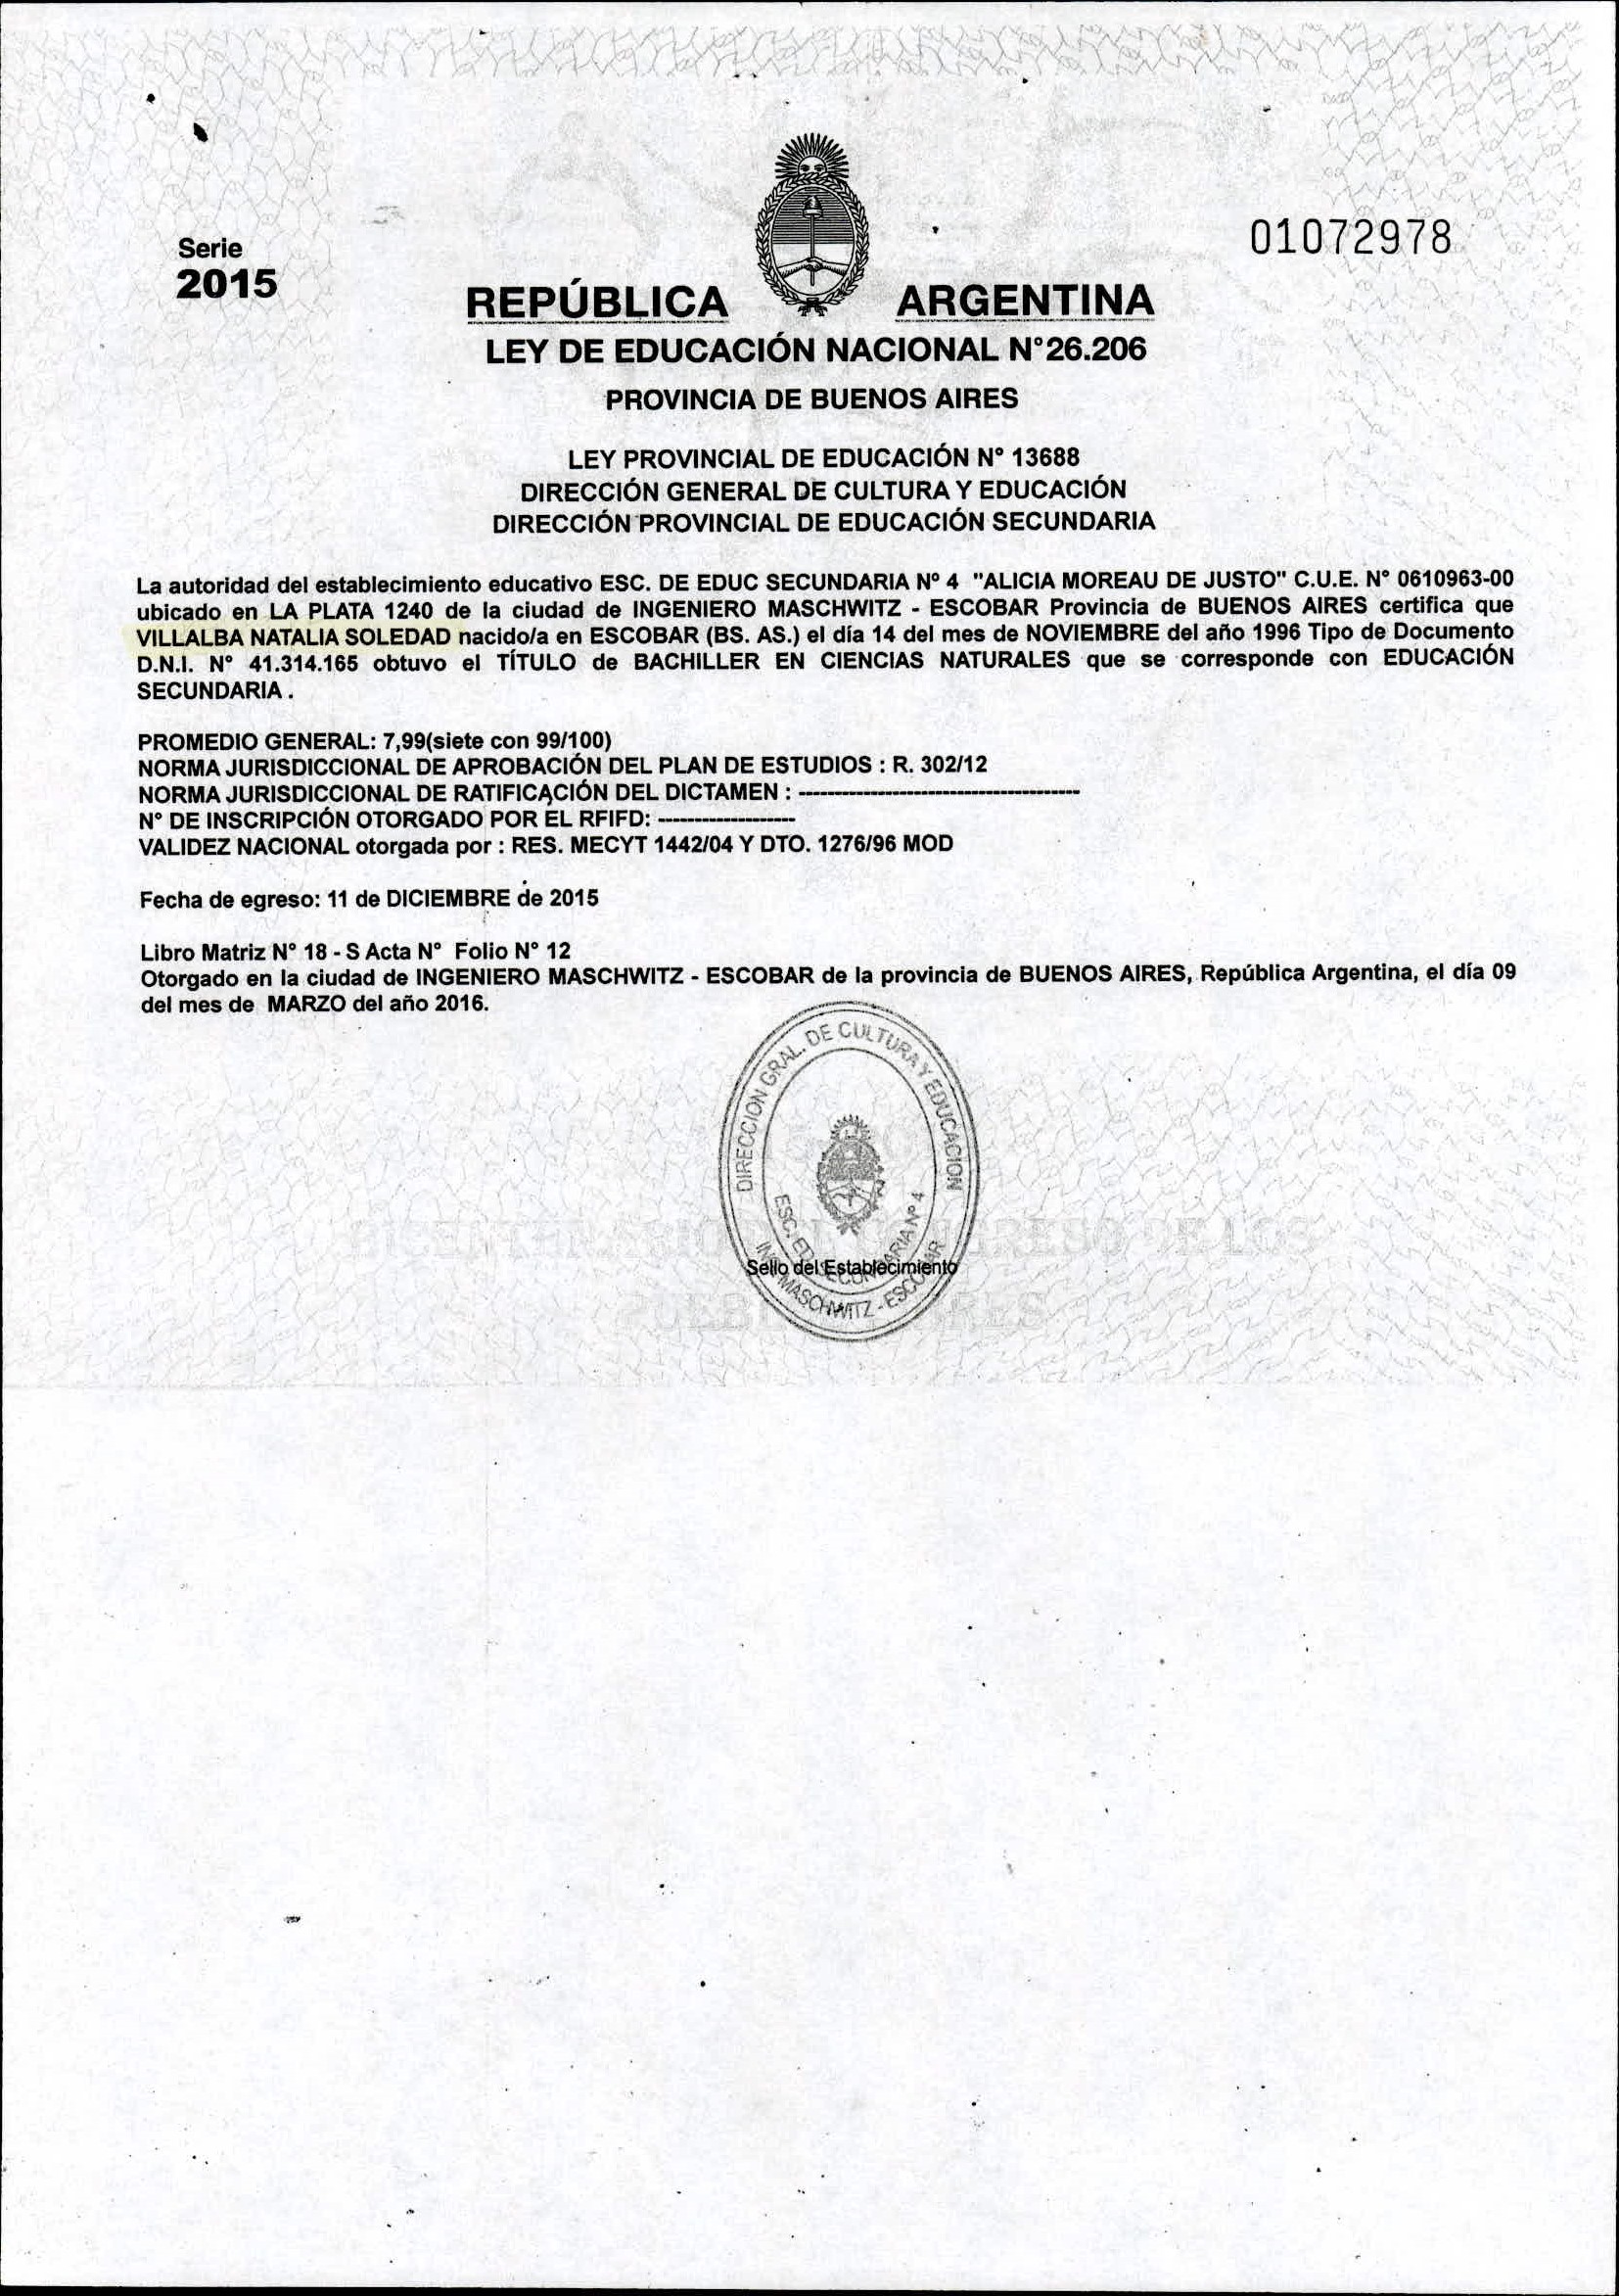 Serie
2015
01072978
REPÚBLICA ARGENTINA
LEY DE EDUCACIÓN NACIONAL N°26.206
PROVINCIA DE BUENOS AIRES
LEY PROVINCIAL DE EDUCACIÓN Nº 13688
DIRECCIÓN GENERAL DE CULTURA Y EDUCACIÓN
DIRECCIÓN PROVINCIAL DE EDUCACIÓN SECUNDARIA
La autoridad del establecimiento educativo ESC. DE EDUC SECUNDARIA Nº 4 "ALICIA MOREAU DE JUSTO" C.U.E. N° 0610963-00
ubicado en LA PLATA 1240 de la ciudad de INGENIERO MASCHWITZ - ESCOBAR Provincia de BUENOS AIRES certifica que
VILLALBA NATALIA SOLEDAD nacido/a en ESCOBAR (BS. AS.) el día 14 del mes de NOVIEMBRE del año 1996 Tipo de Documento
D.N.I. N° 41.314.165 obtuvo el TÍTULO de BACHILLER EN CIENCIAS NATURALES que se corresponde con EDUCACIÓN
SECUNDARIA .
PROMEDIO GENERAL: 7,99(siete con 99/100)
NORMA JURISDICCIONAL DE APROBACIÓN DEL PLAN DE ESTUDIOS : R. 302/12
NORMA JURISDICCIONAL DE RATIFICACIÓN DEL DICTAMEN : ---------------------------------------
N° DE INSCRIPCIÓN OTORGADO POR EL RFIFD: -------------------
VALIDEZ NACIONAL otorgada por : RES. MECYT 1442/04 Y DTO. 1276/96 MOD
Fecha de egreso: 11 de DICIEMBRE de 2015
Libro Matriz N° 18 - S Acta N° Folio N° 12
Otorgado en la ciudad de INGENIERO MASCHWITZ - ESCOBAR de la provincia de BUENOS AIRES, República Argentina, el día 09
del mes de MARZO del año 2016.
DIRECCION GRAL. DE CULTURA Y EDUCACION
ESC. ED. SECUNDARIA Nº 4
ING. MASCHWITZ - ESCOBAR
Sello del Establecimiento